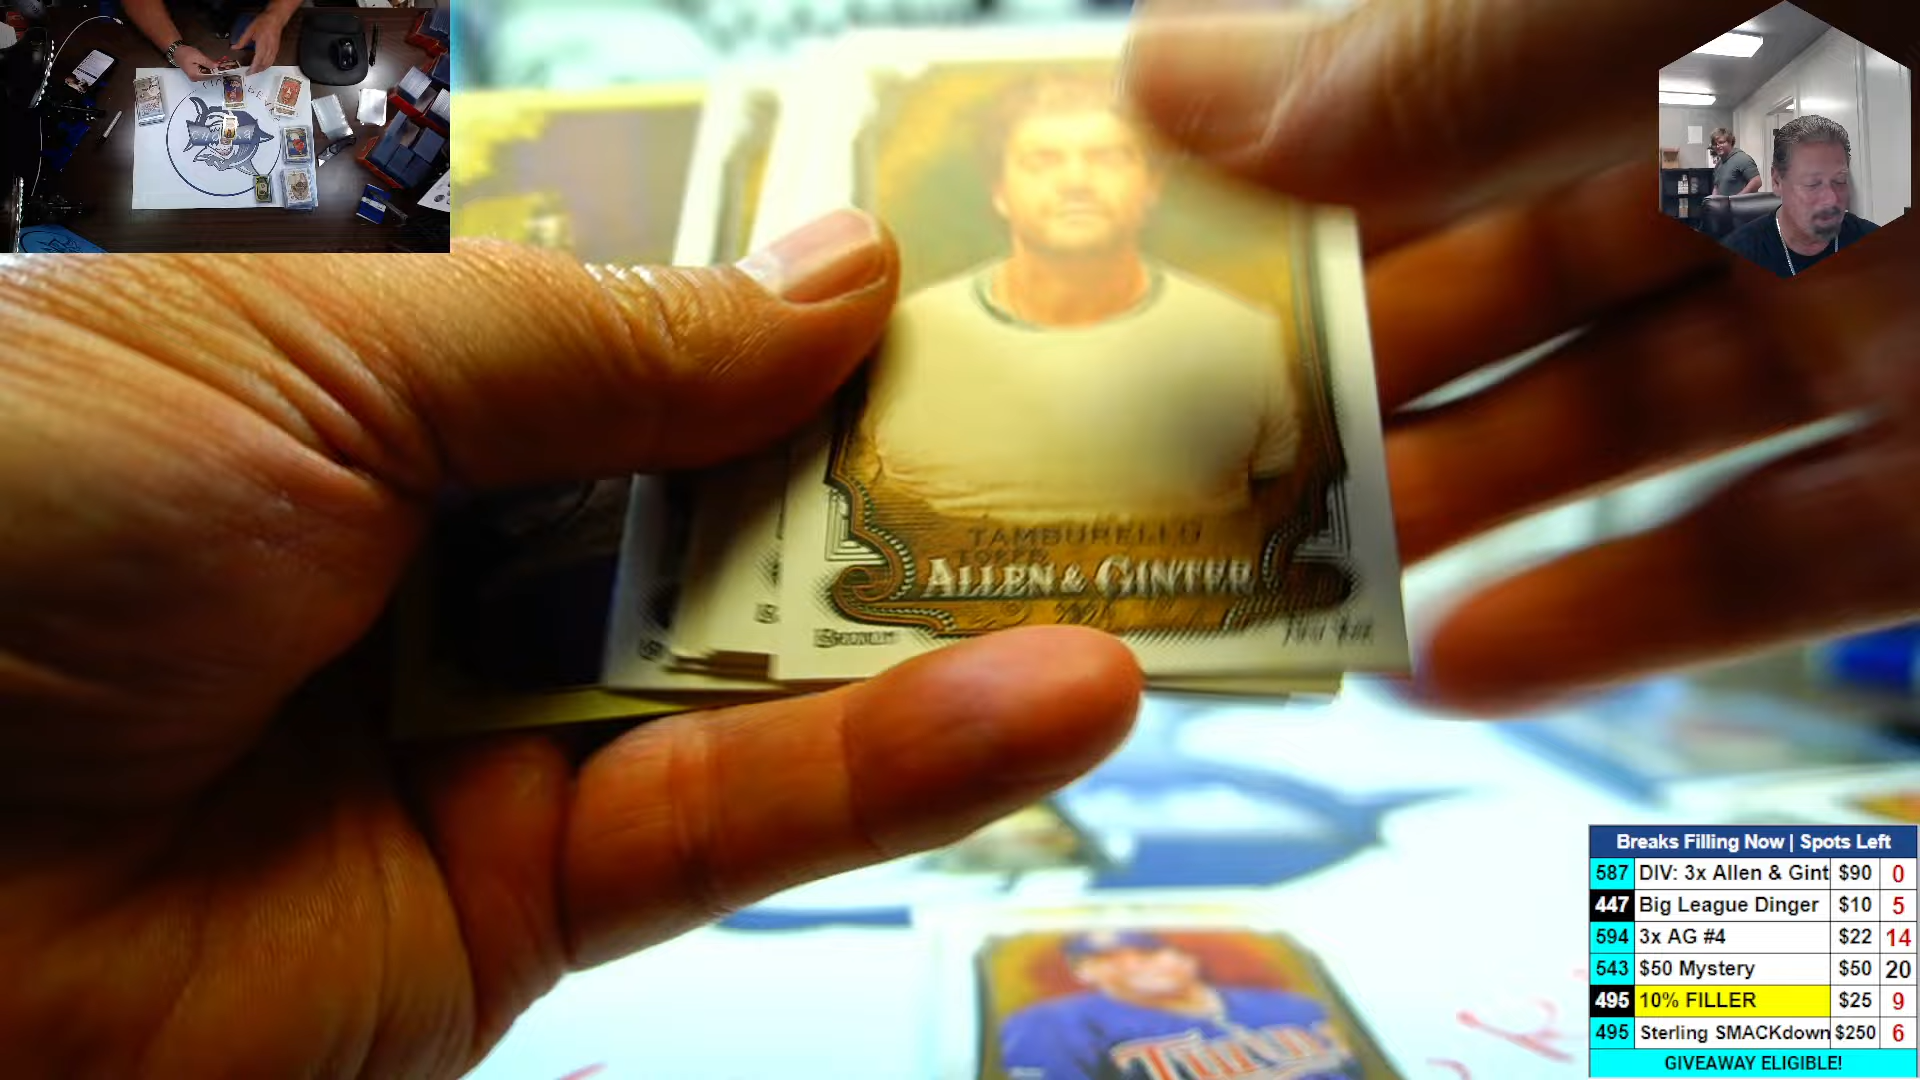 TAMBURELLO
TOPPS
ALLEN & GINTER
Twins
Breaks Filling Now | Spots Left
587 DIV: 3x Allen & Gint $90 0
447 Big League Dinger $10 5
594 3x AG #4 $22 14
543 $50 Mystery $50 20
495 10% FILLER $25 9
495 Sterling SMACKdown $250 6
GIVEAWAY ELIGIBLE!